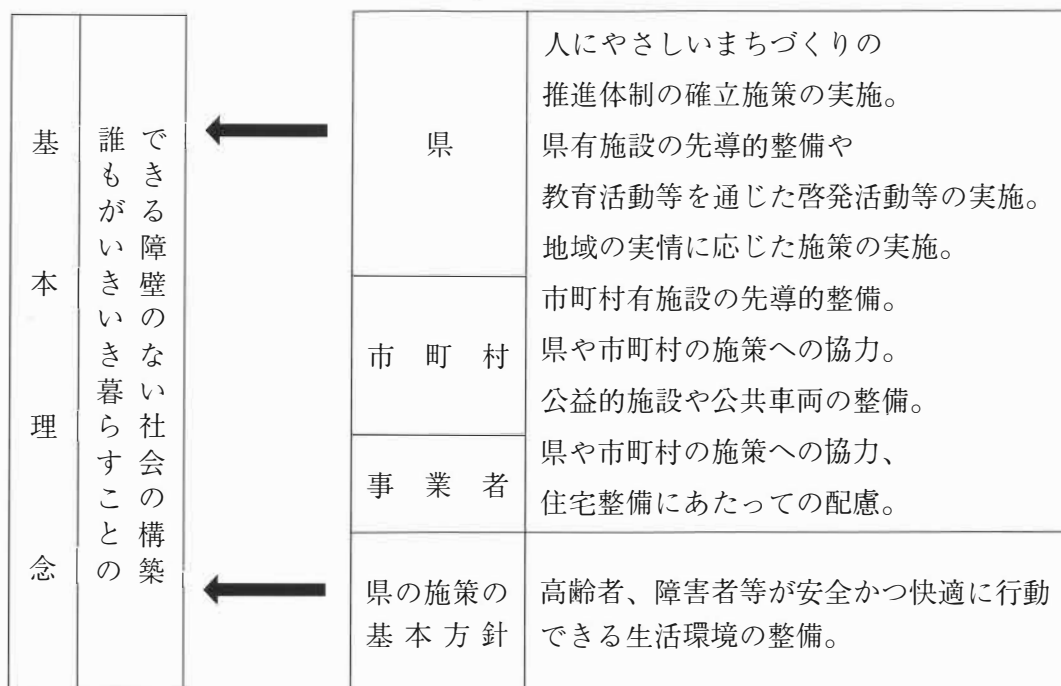 基本理念
誰もがいきいき暮らすことの
できる障壁のない社会の構築
県
人にやさしいまちづくりの
推進体制の確立施策の実施。
県有施設の先導的整備や
教育活動等を通じた啓発活動等の実施。
地域の実情に応じた施策の実施。
市町村
市町村有施設の先導的整備。
県や市町村の施策への協力。
公益的施設や公共車両の整備。
事業者
県や市町村の施策への協力、
住宅整備にあたっての配慮。
県の施策の
基本方針
高齢者、障害者等が安全かつ快適に行動
できる生活環境の整備。